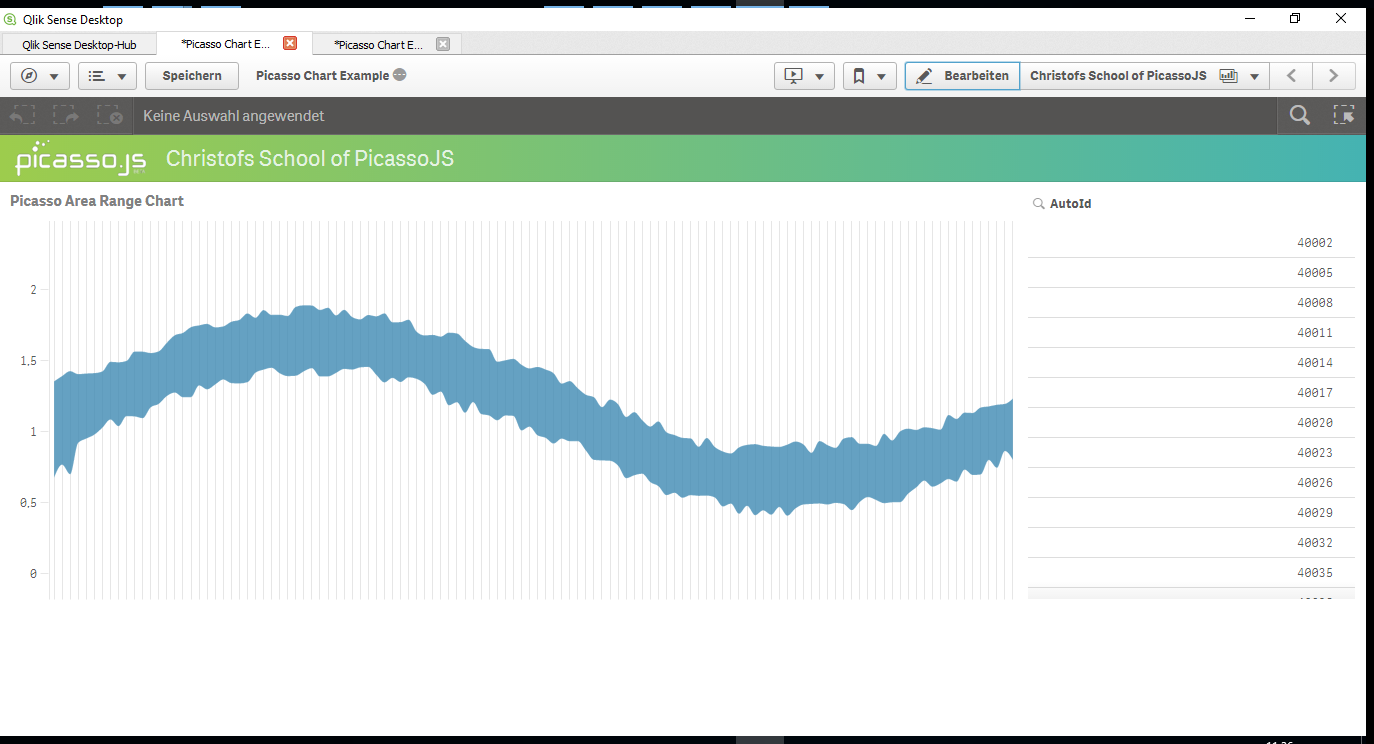 Qlik Sense Desktop
Qlik Sense Desktop-Hub
*Picasso Chart E...
*Picasso Chart E...
Speichern
Picasso Chart Example
Bearbeiten
Christofs School of PicassoJS
Keine Auswahl angewendet
picasso.js
Christofs School of PicassoJS
Picasso Area Range Chart
2
1.5
1
0.5
0
AutoId
40002
40005
40008
40011
40014
40017
40020
40023
40026
40029
40032
40035